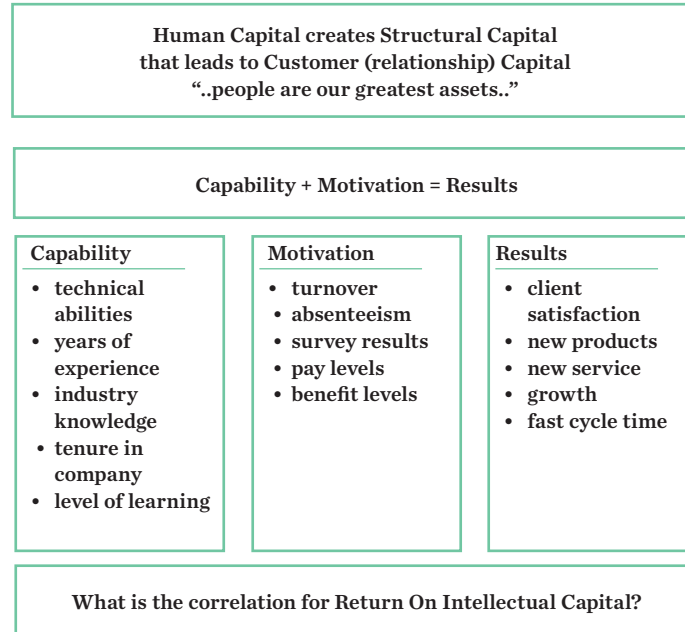 Human Capital creates Structural Capital
that leads to Customer (relationship) Capital
“..people are our greatest assets..”
Capability + Motivation = Results
Capability
• technical
abilities
• years of
experience
• industry
knowledge
• tenure in
company
• level of learning
Motivation
• turnover
• absenteeism
• survey results
• pay levels
• benefit levels
Results
• client
satisfaction
• new products
• new service
• growth
• fast cycle time
What is the correlation for Return On Intellectual Capital?